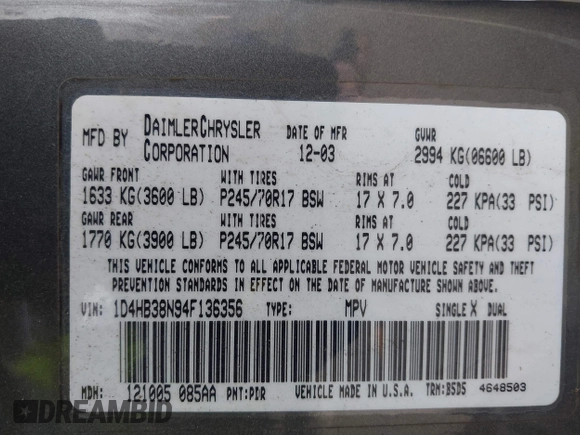 MFD BY DAIMLERCHRYSLER CORPORATION DATE OF MFR 12-03 GVWR 2994 KG(06600 LB)
GAWR FRONT WITH TIRES RIMS AT COLD
1633 KG(3600 LB) P245/70R17 BSW 17 X 7.0 227 KPA(33 PSI)
GAWR REAR WITH TIRES RIMS AT COLD
1770 KG(3900 LB) P245/70R17 BSW 17 X 7.0 227 KPA(33 PSI)
THIS VEHICLE CONFORMS TO ALL APPLICABLE FEDERAL MOTOR VEHICLE SAFETY AND THEFT
PREVENTION STANDARDS IN EFFECT ON THE DATE OF MANUFACTURE SHOWN ABOVE.
VIN: 1D4HB38N94F136356 TYPE: MPV SINGLE X DUAL
MDH: 121005 085AA PNT:PDR VEHICLE MADE IN U.S.A. TRM:B5D5 4648503
DREAMBID